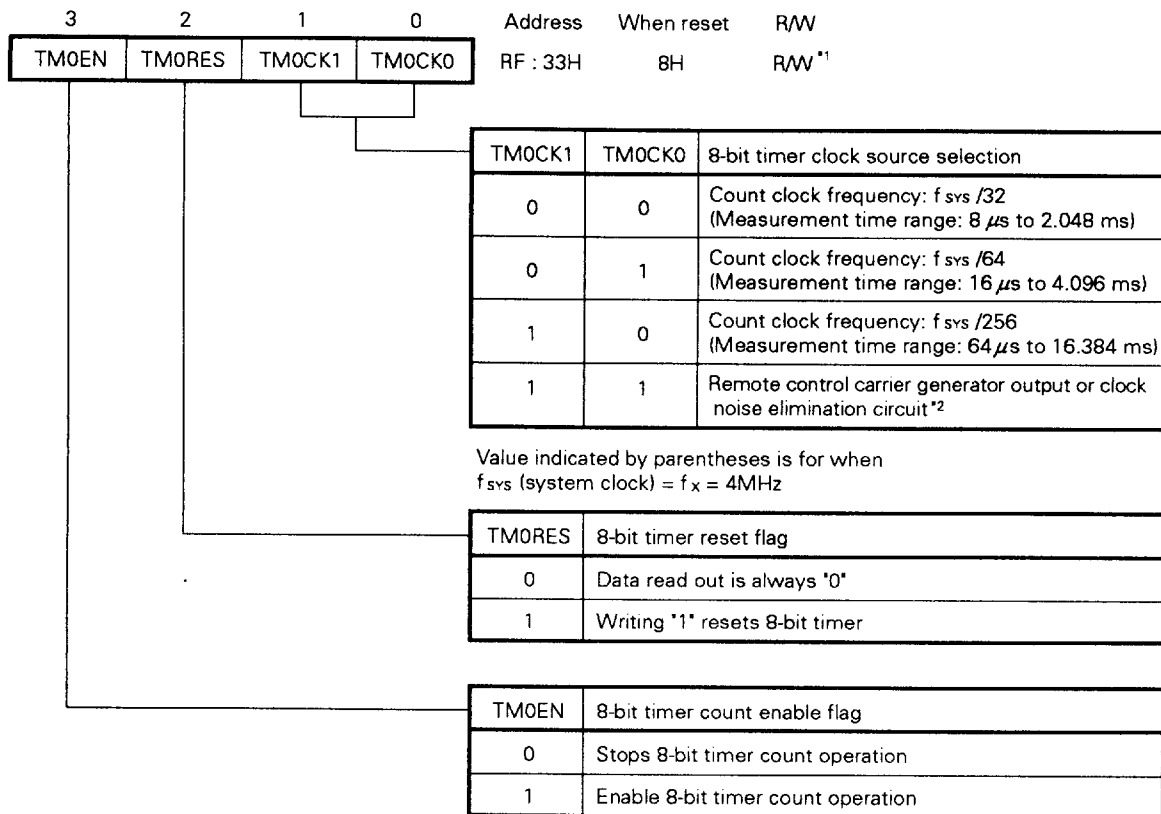 3 2 1 0 Address When reset R/W
TM0EN TM0RES TM0CK1 TM0CK0 RF : 33H 8H R/W *1
TM0CK1 TM0CK0 8-bit timer clock source selection
0 0 Count clock frequency: f SYS /32
(Measurement time range: 8 μs to 2.048 ms)
0 1 Count clock frequency: f SYS /64
(Measurement time range: 16 μs to 4.096 ms)
1 0 Count clock frequency: f SYS /256
(Measurement time range: 64 μs to 16.384 ms)
1 1 Remote control carrier generator output or clock
noise elimination circuit *2
Value indicated by parentheses is for when
f SYS (system clock) = f X = 4MHz
TM0RES 8-bit timer reset flag
0 Data read out is always "0"
1 Writing "1" resets 8-bit timer
TM0EN 8-bit timer count enable flag
0 Stops 8-bit timer count operation
1 Enable 8-bit timer count operation